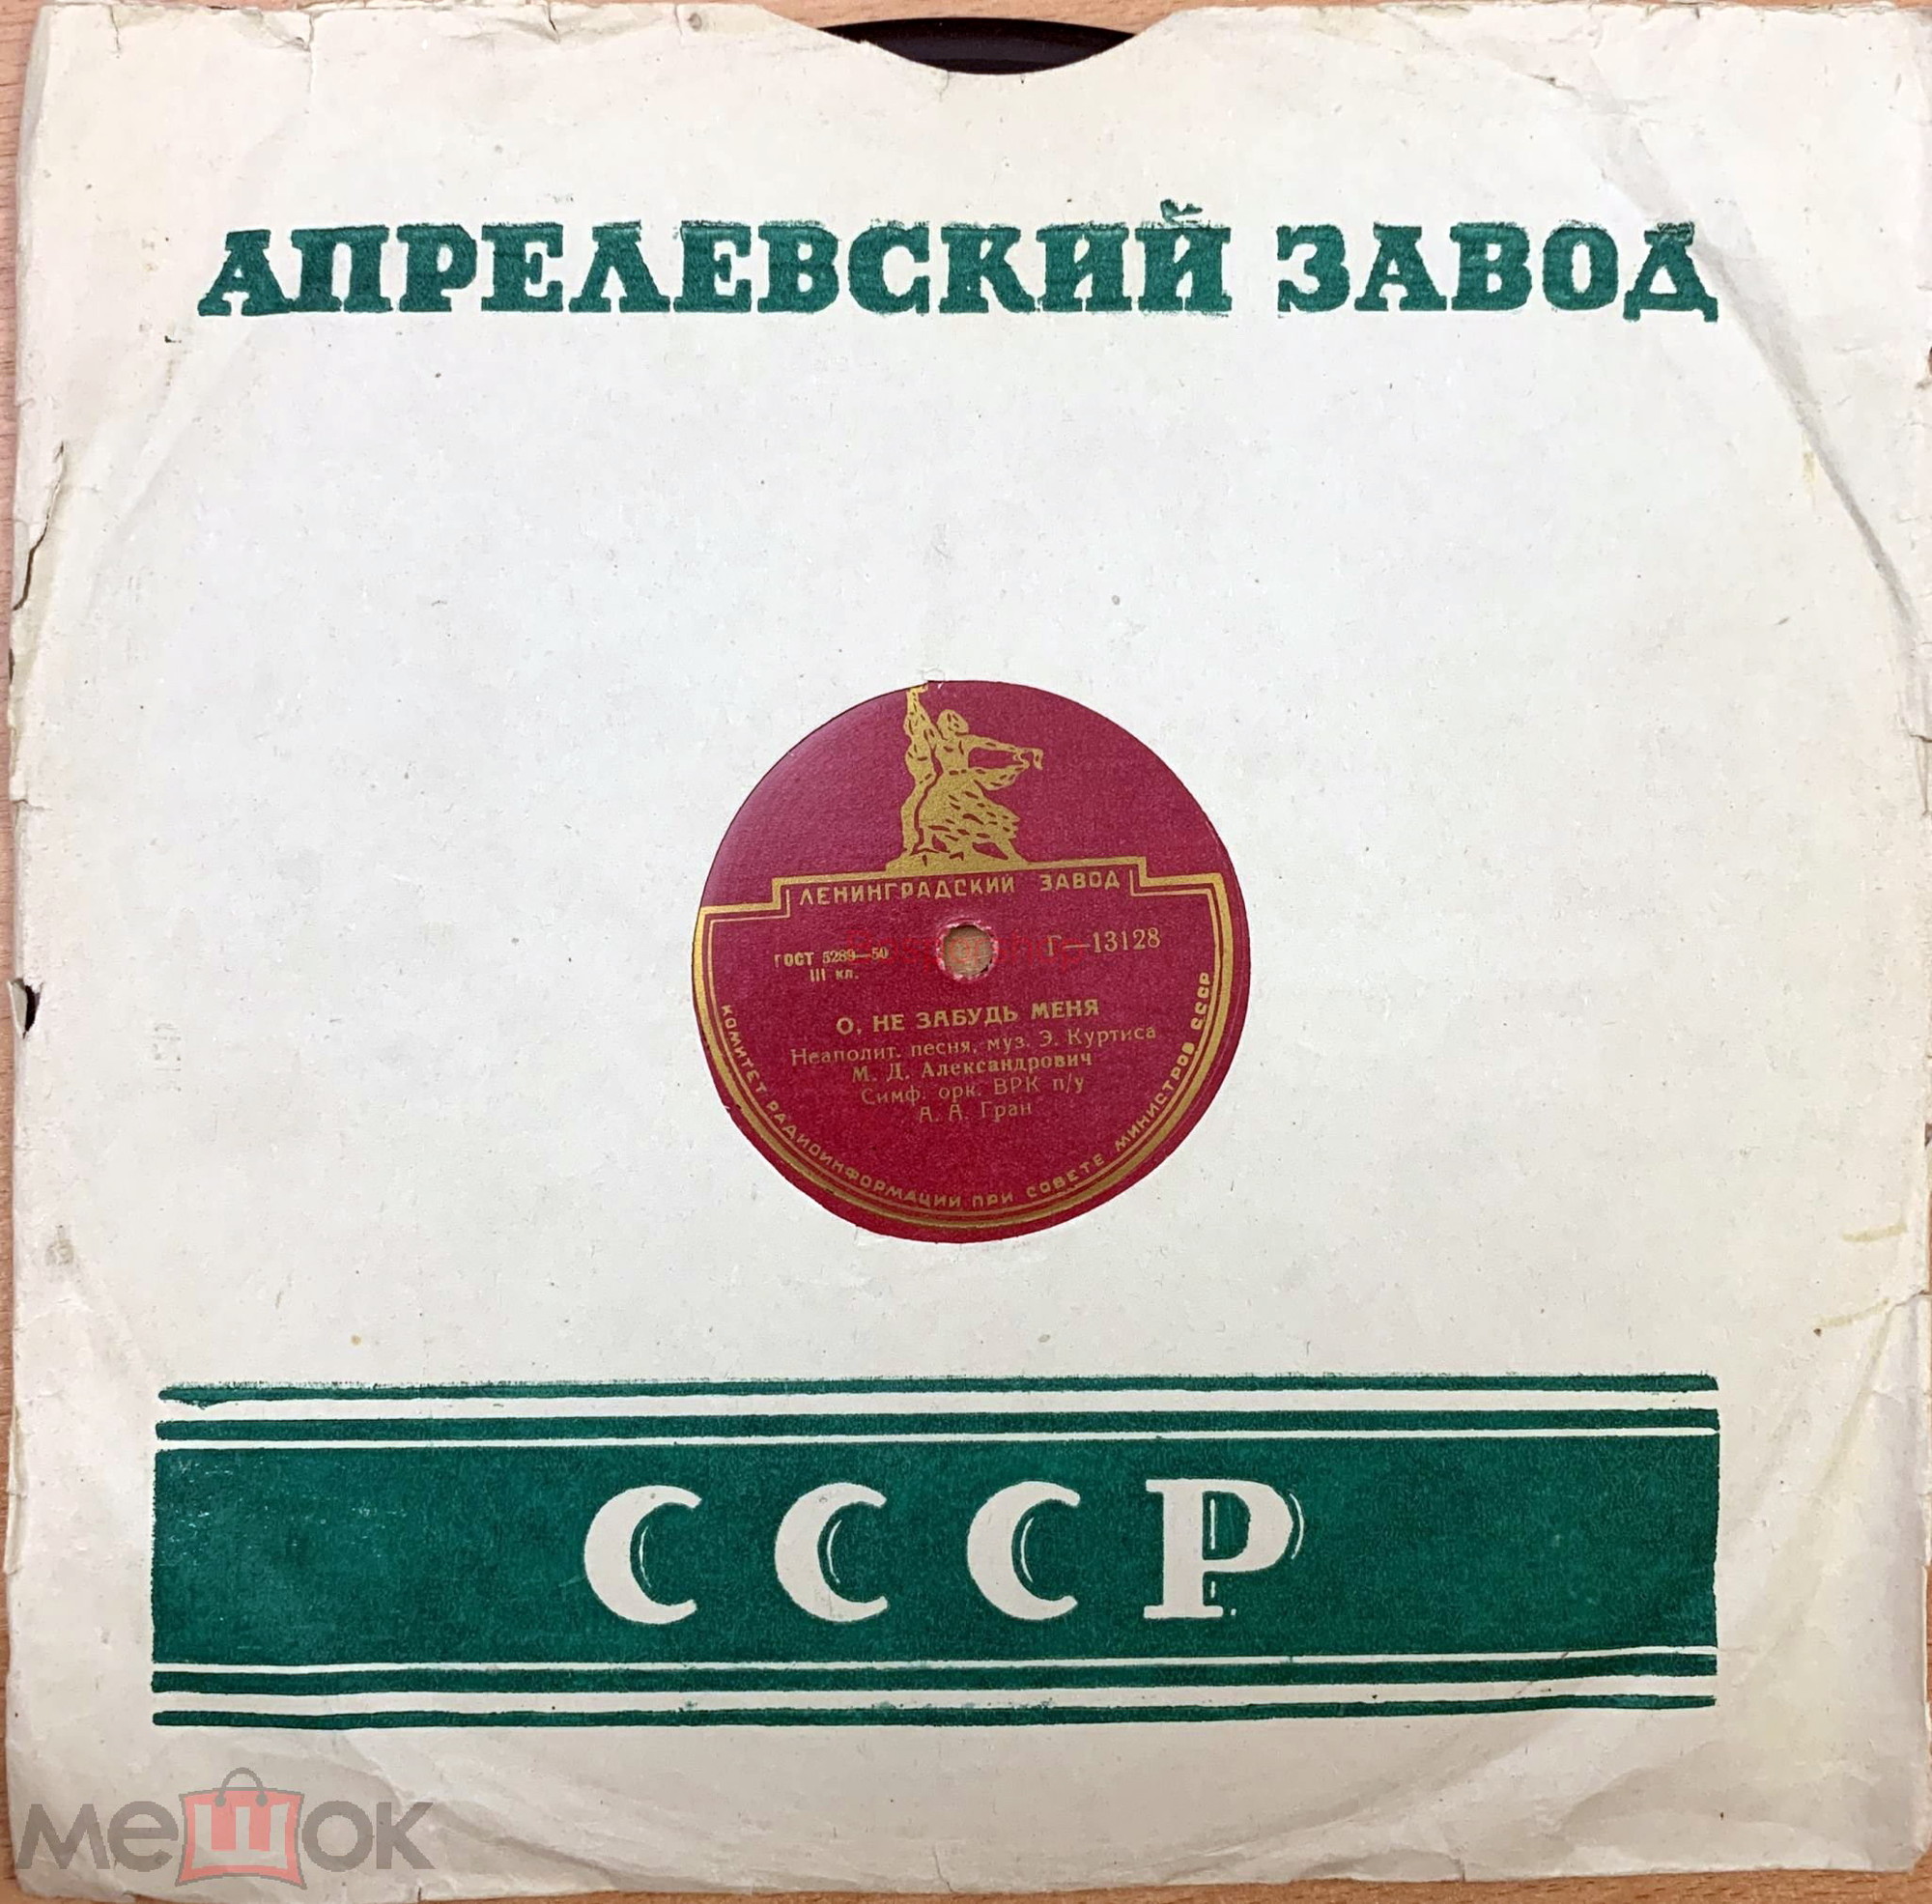 АПРЕЛЕВСКИЙ ЗАВОД
ЛЕНИНГРАДСКИЙ ЗАВОД
ГОСТ 5289—50
III кл.
Г—13128
О, НЕ ЗАБУДЬ МЕНЯ
Неаполит. песня, муз. Э. Куртиса
М. Д. Александрович
Симф. орк. ВРК п/у
А. А. Гран
КОМИТЕТ РАДИОИНФОРМАЦИИ ПРИ СОВЕТЕ МИНИСТРОВ СССР
СССР
мешок